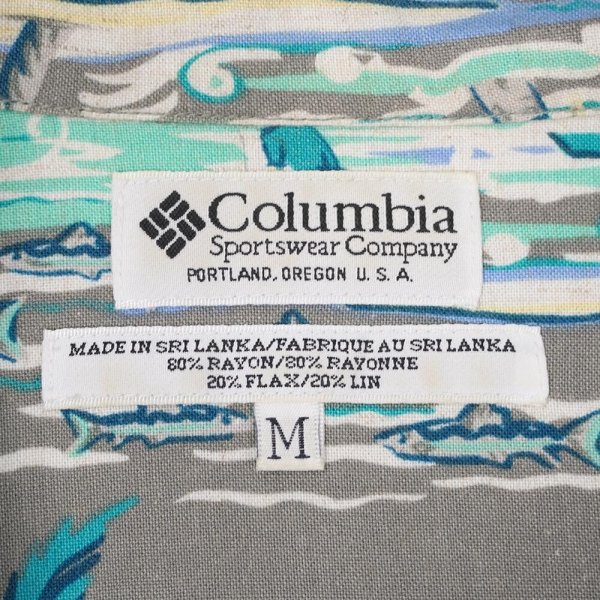 Columbia
Sportswear Company
PORTLAND, OREGON U.S.A.
MADE IN SRI LANKA/FABRIQUE AU SRI LANKA
80% RAYON/80% RAYONNE
20% FLAX/20% LIN
M